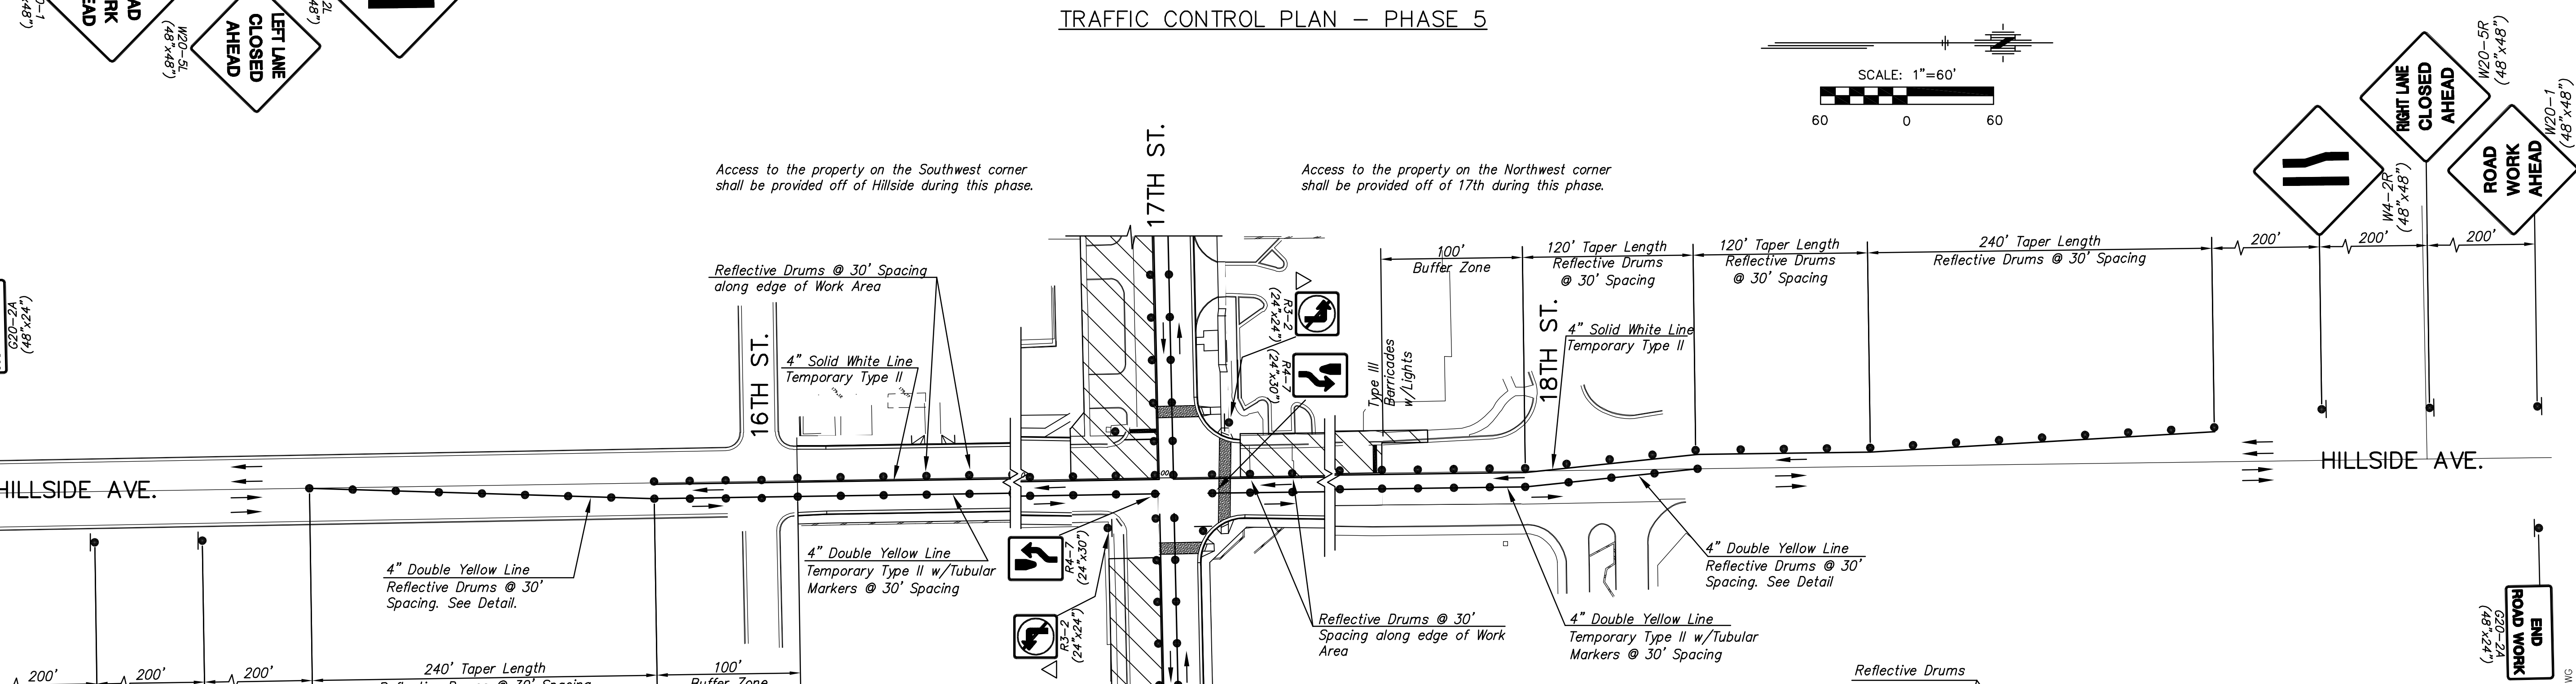 TRAFFIC CONTROL PLAN – PHASE 5
LEFT LANE
CLOSED
AHEAD
W20-5L
(48"x48")
SCALE: 1"=60'
60 0 60
RIGHT LANE
CLOSED
AHEAD
W20-5R
(48"x48")
ROAD
WORK
AHEAD
W20-1
(48"x48")
W4-2R
(48"x48")
Access to the property on the Southwest corner
shall be provided off of Hillside during this phase.
17TH ST.
Access to the property on the Northwest corner
shall be provided off of 17th during this phase.
100'
Buffer Zone
120' Taper Length
Reflective Drums
@ 30' Spacing
120' Taper Length
Reflective Drums
@ 30' Spacing
240' Taper Length
Reflective Drums @ 30' Spacing
200'
200'
200'
Reflective Drums @ 30' Spacing
along edge of Work Area
G20-2A
(48"x24")
R3-2
(24"x24")
R4-7
(24"x30")
Type III
Barricades
w/Lights
16TH ST.
4" Solid White Line
Temporary Type II
18TH ST.
4" Solid White Line
Temporary Type II
HILLSIDE AVE.
HILLSIDE AVE.
4" Double Yellow Line
Reflective Drums @ 30'
Spacing. See Detail.
4" Double Yellow Line
Temporary Type II w/Tubular
Markers @ 30' Spacing
R4-7
(24"x30")
R3-2
(24"x24")
Reflective Drums @ 30'
Spacing along edge of Work
Area
4" Double Yellow Line
Temporary Type II w/Tubular
Markers @ 30' Spacing
4" Double Yellow Line
Reflective Drums @ 30'
Spacing. See Detail
END
ROAD WORK
G20-2A
(48"x24")
200'
200'
200'
240' Taper Length
Reflective Drums @ 30' Spacing
100'
Buffer Zone
Reflective Drums